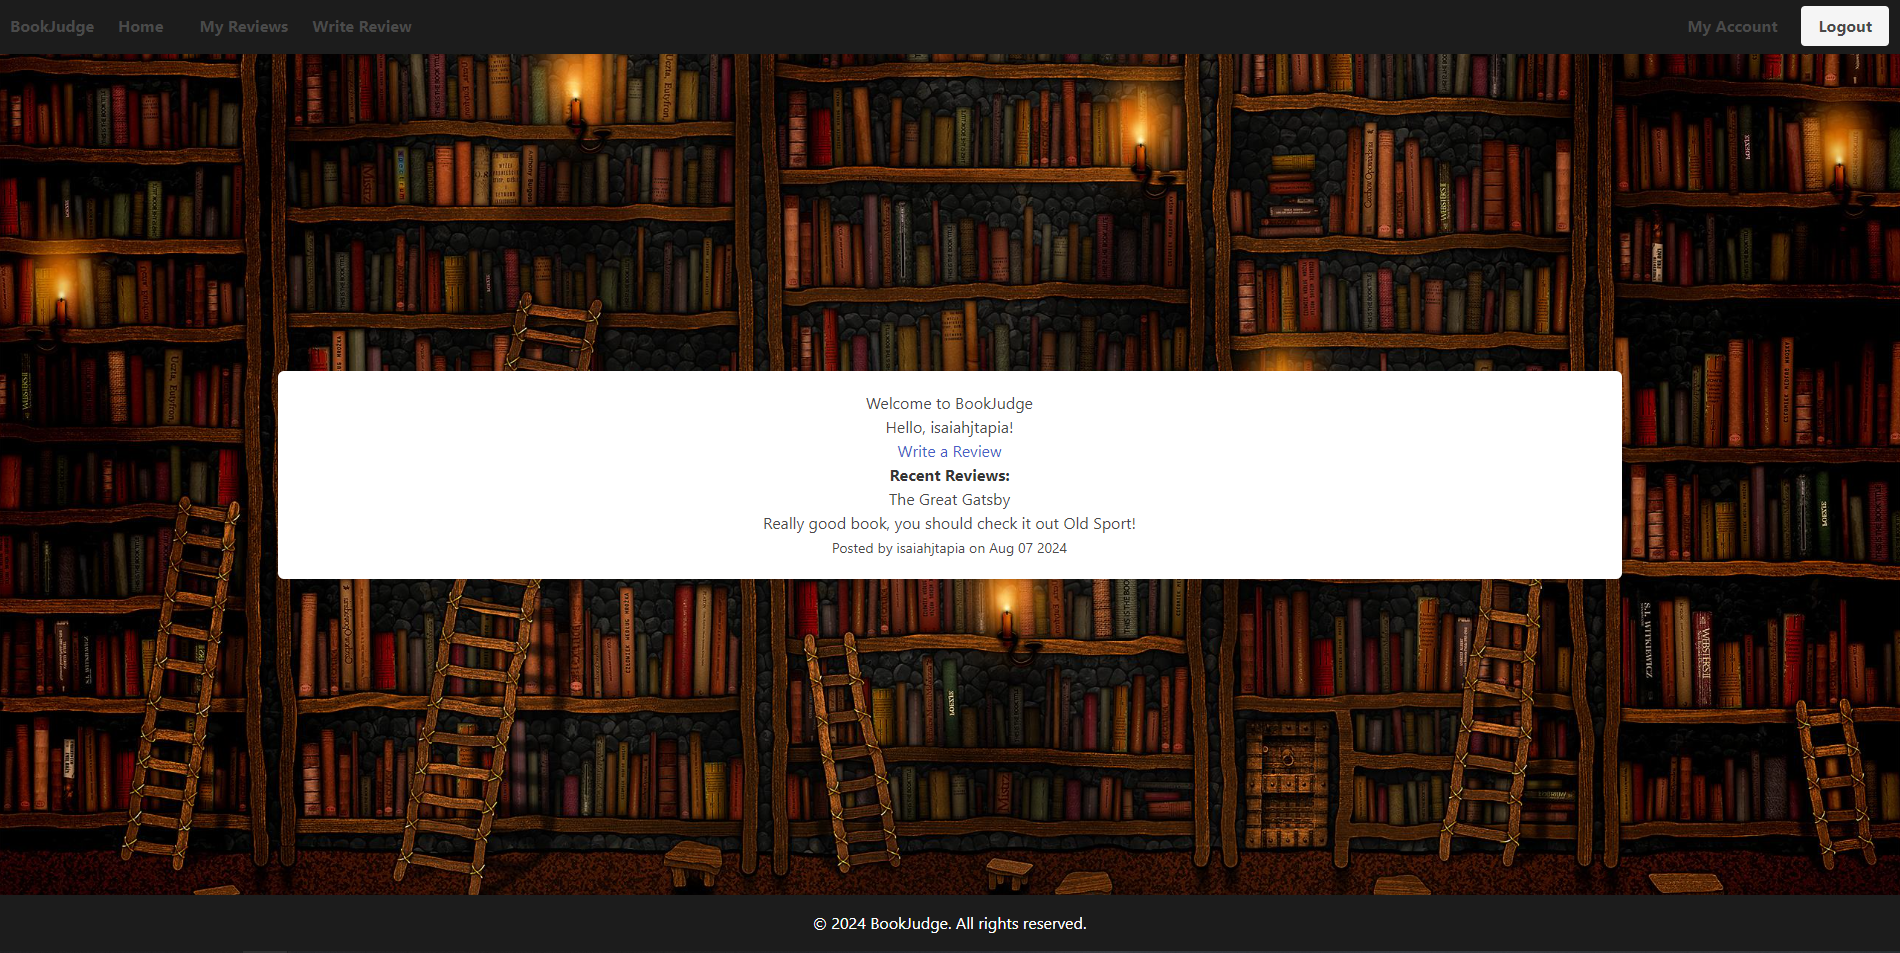 BookJudge Home My Reviews Write Review My Account Logout
Welcome to BookJudge
Hello, isaiahjtapia!
Write a Review
Recent Reviews:
The Great Gatsby
Really good book, you should check it out Old Sport!
Posted by isaiahjtapia on Aug 07 2024
© 2024 BookJudge. All rights reserved.